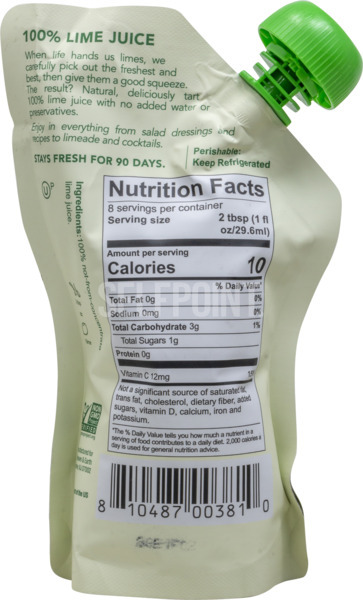 100% LIME JUICE
When life hands us limes, we
carefully pick out the freshest and
best, then give them a good squeeze.
The result? Natural, deliciously tart
100% lime juice with no added water or
preservatives.
Enjoy in everything from salad dressings and
recipes to limeade and cocktails.
STAYS FRESH FOR 90 DAYS.
Perishable:
Keep Refrigerated
U P
Ingredients: 100% not-from-concentrate
lime juice.
Nutrition Facts
8 servings per container
Serving size 2 tbsp (1 fl
oz/29.6ml)
Amount per serving
Calories 10
% Daily Value*
Total Fat 0g 0%
Sodium 0mg 0%
Total Carbohydrate 3g 1%
Total Sugars 1g
Protein 0g
Vitamin C 12mg
Not a significant source of saturated fat,
trans fat, cholesterol, dietary fiber, added
sugars, vitamin D, calcium, iron and
potassium.
*The % Daily Value tells you how much a nutrient in a
serving of food contributes to a daily diet. 2,000 calories a
day is used for general nutrition advice.
SELFPOINT
NON
GMO
8 10487 00381 0